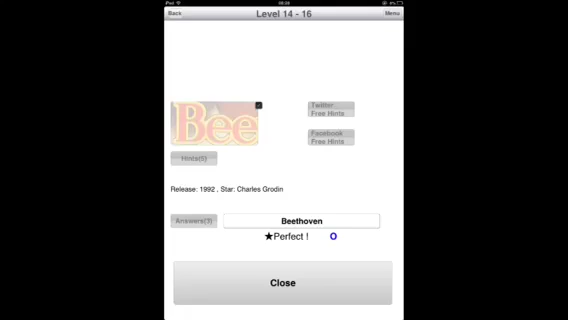 iPad
Back
Level 14 - 16
Menu
Bee
Twitter
Free Hints
Facebook
Free Hints
Hints(5)
Release: 1992 , Star: Charles Grodin
Answers(3)
Beethoven
★Perfect !
O
Close